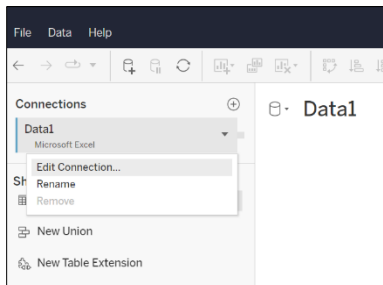 File Data Help
Connections
Data1
Data1
Microsoft Excel
Edit Connection...
Sh
Rename
Remove
New Union
New Table Extension